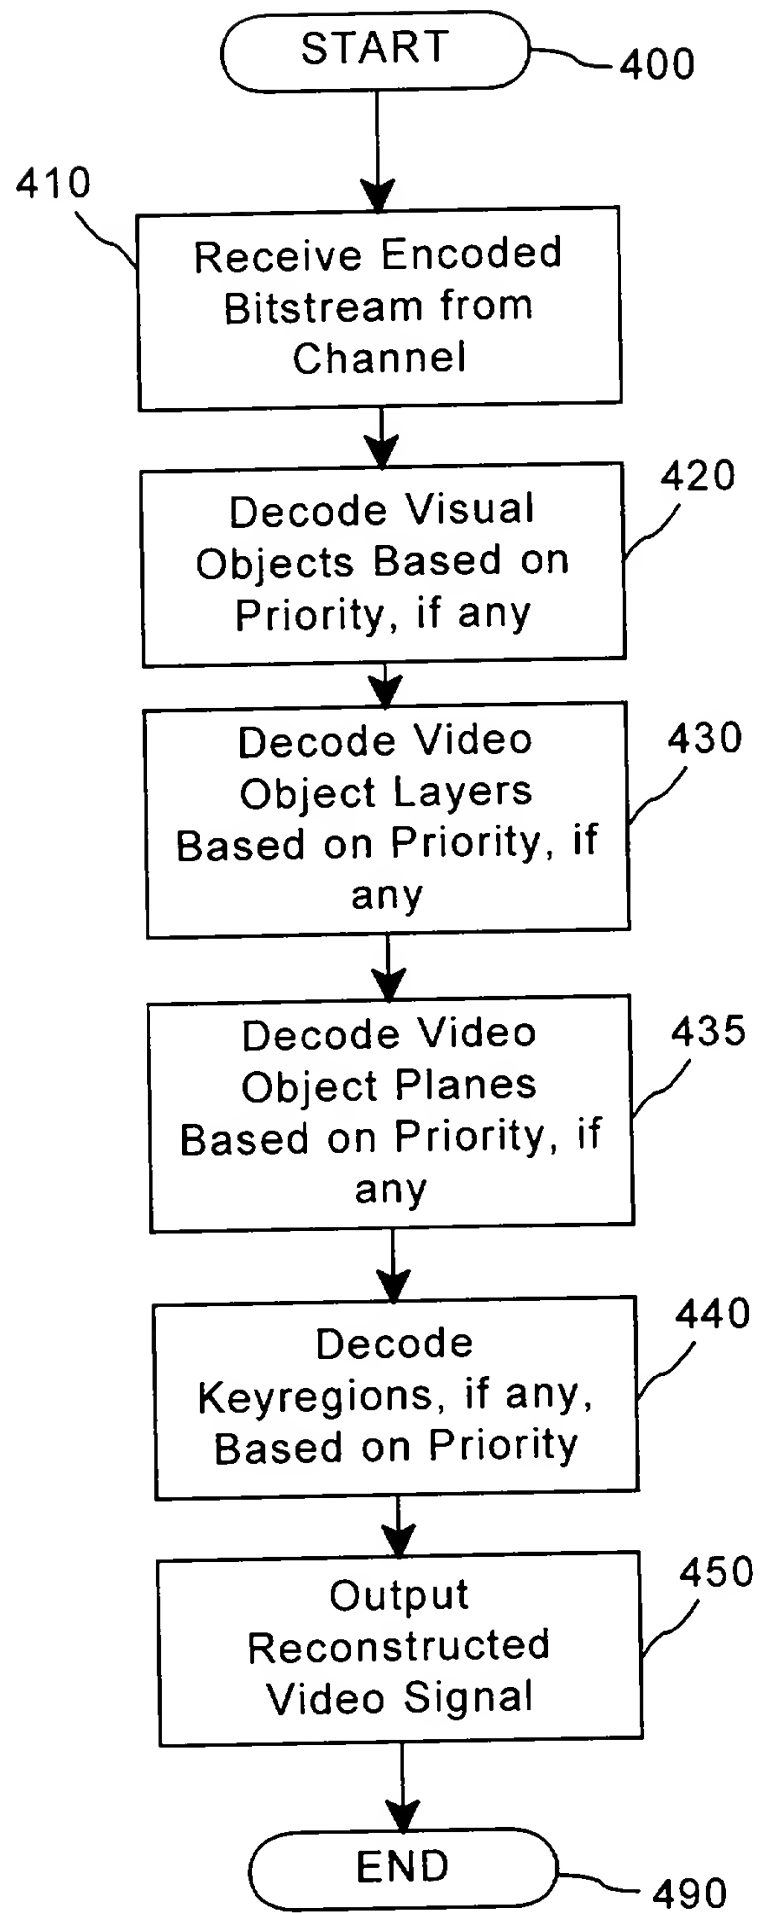 START
400
410
Receive Encoded
Bitstream from
Channel
420
Decode Visual
Objects Based on
Priority, if any
430
Decode Video
Object Layers
Based on Priority, if
any
435
Decode Video
Object Planes
Based on Priority, if
any
440
Decode
Keyregions, if any,
Based on Priority
450
Output
Reconstructed
Video Signal
END
490